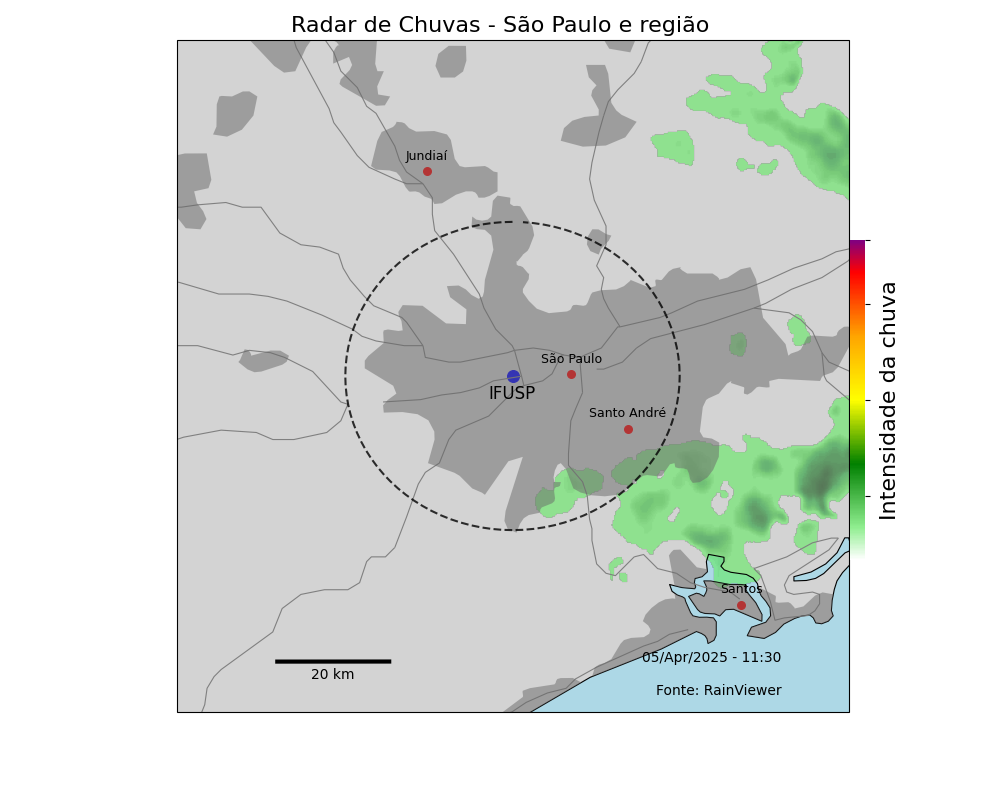 Radar de Chuvas - São Paulo e região
Jundiaí
São Paulo
IFUSP
Santo André
Intensidade da chuva
Santos
05/Apr/2025 - 11:30
20 km
Fonte: RainViewer